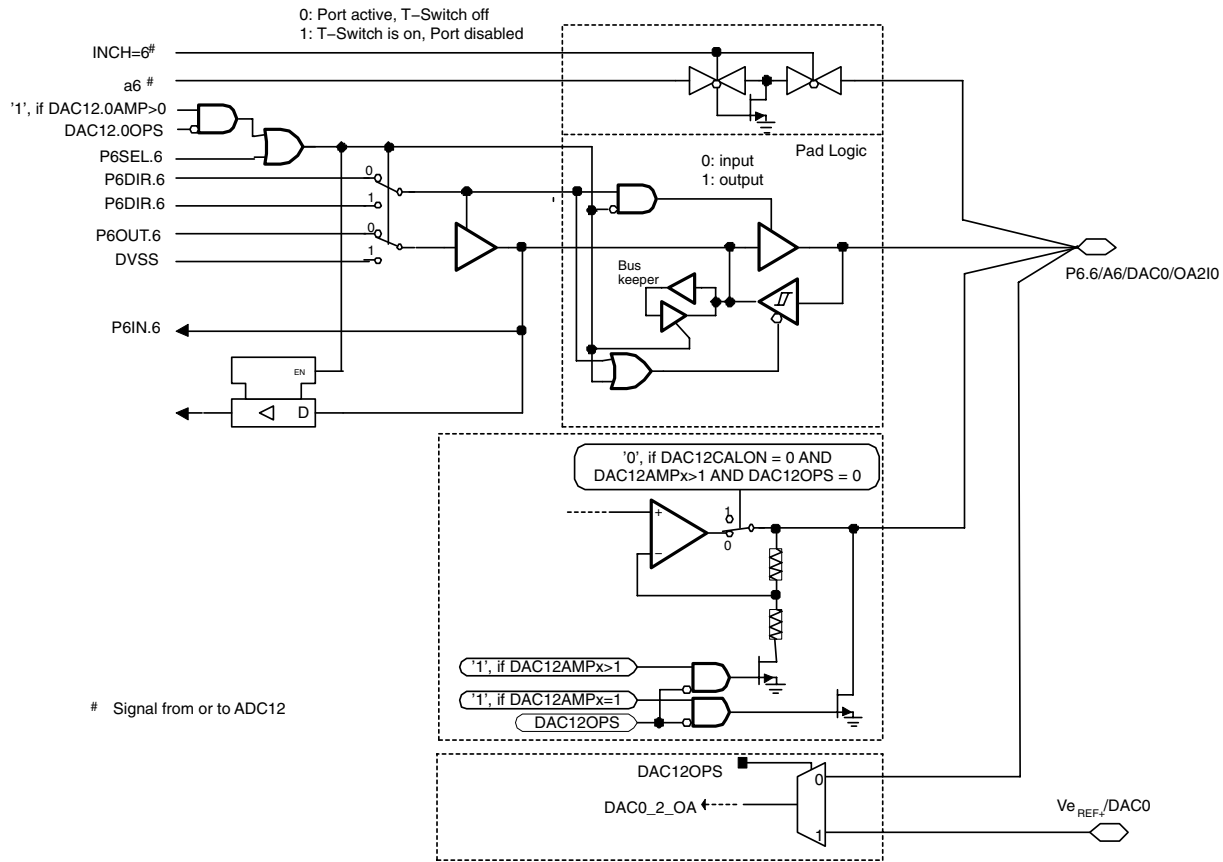 0: Port active, T−Switch off
1: T−Switch is on, Port disabled
INCH=6#
a6 #
'1', if DAC12.0AMP>0
DAC12.0OPS
P6SEL.6
P6DIR.6
0
P6DIR.6
1
P6OUT.6
0
DVSS
1
P6IN.6
EN
D
Pad Logic
0: input
1: output
Bus
keeper
P6.6/A6/DAC0/OA2I0
'0', if DAC12CALON = 0 AND
DAC12AMPx>1 AND DAC12OPS = 0
+
−
1
0
'1', if DAC12AMPx>1
'1', if DAC12AMPx=1
DAC12OPS
# Signal from or to ADC12
DAC12OPS
0
DAC0_2_OA
1
VeREF+/DAC0